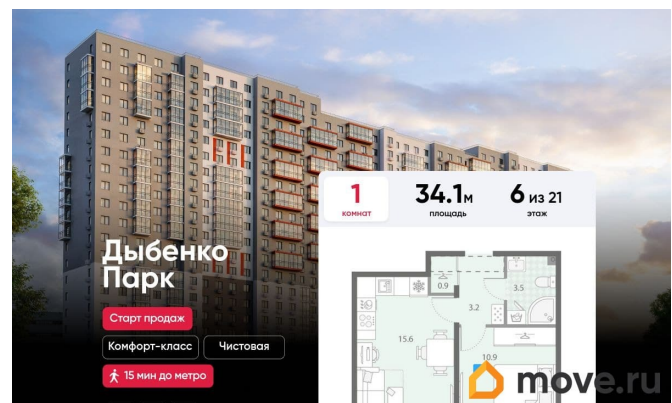 1
комнат
34.1м
площадь
6 из 21
этаж
Дыбенко
Парк
Старт продаж
Комфорт-класс
Чистовая
15 мин до метро
0.9
3.5
3.2
15.6
10.9
move.ru